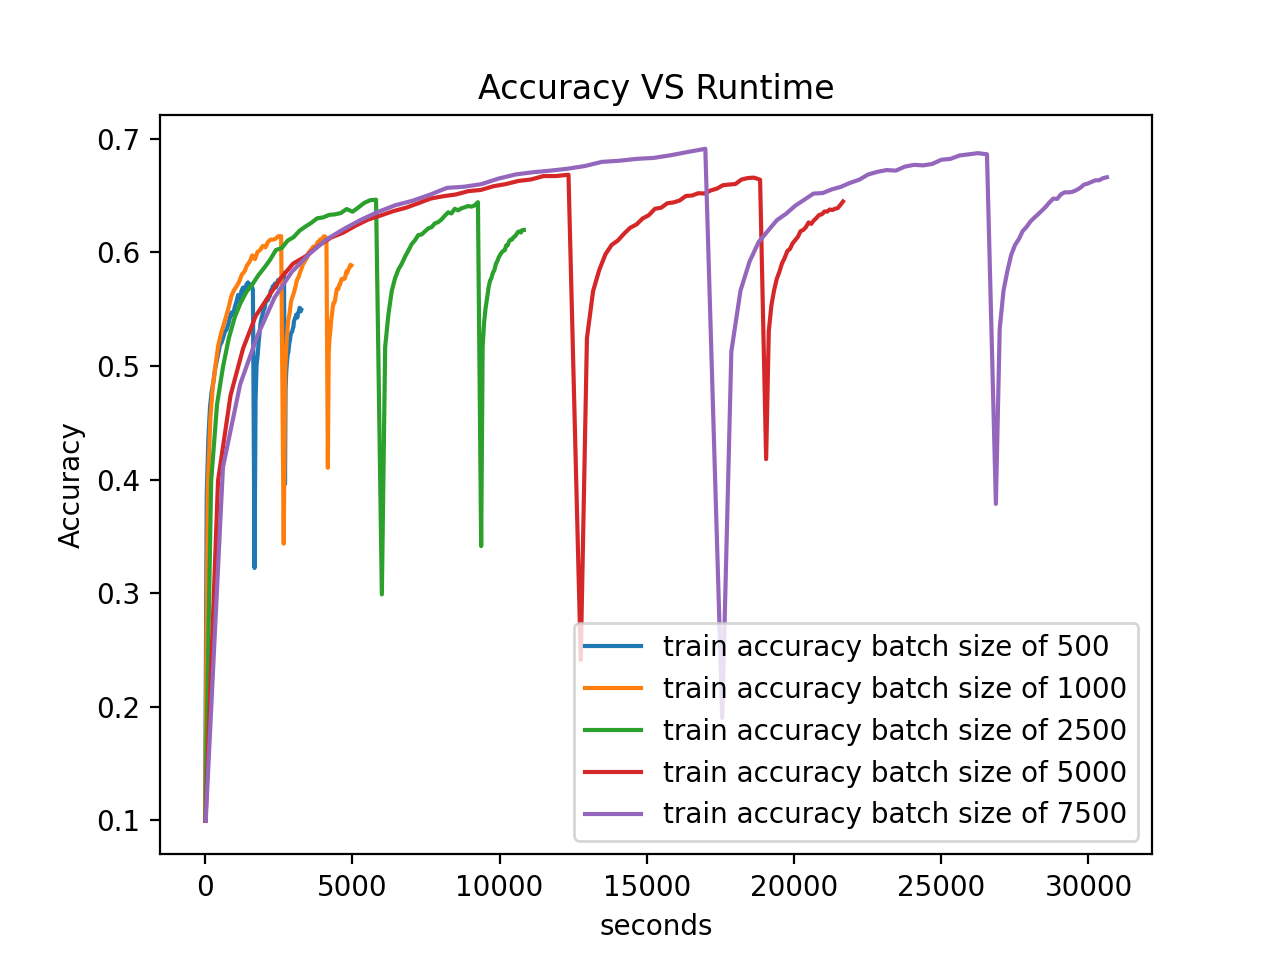 Accuracy VS Runtime
0.7
0.6
0.5
0.4
0.3
0.2
0.1
Accuracy
train accuracy batch size of 500
train accuracy batch size of 1000
train accuracy batch size of 2500
train accuracy batch size of 5000
train accuracy batch size of 7500
0 5000 10000 15000 20000 25000 30000
seconds